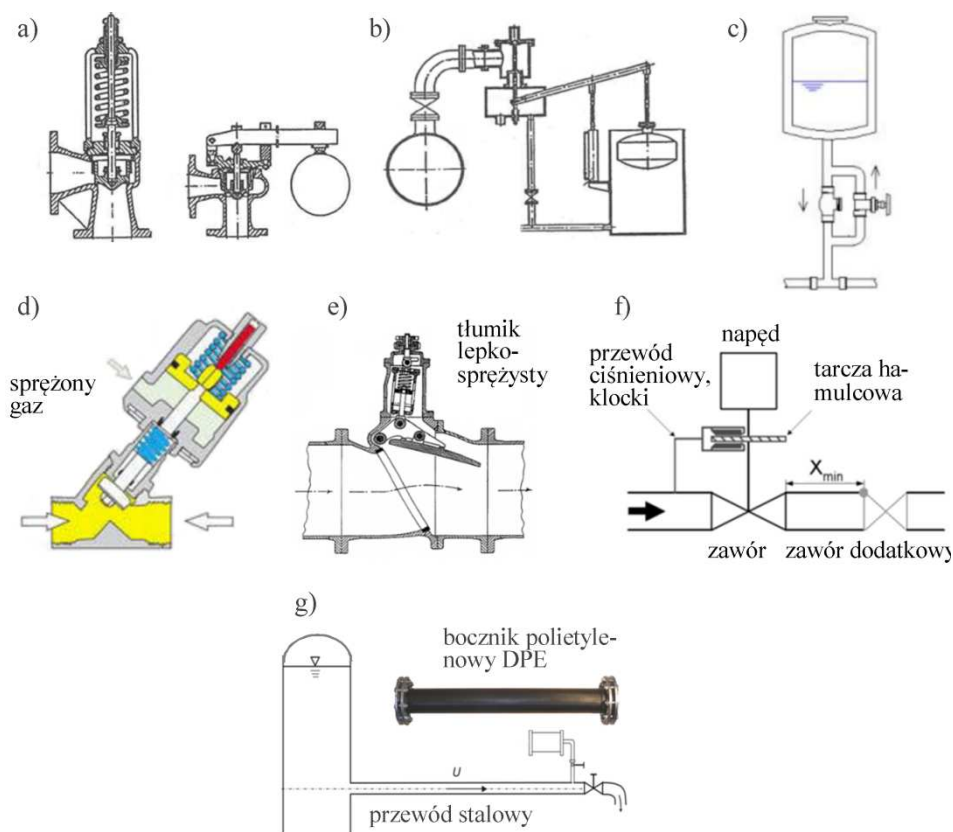 a)
b)
c)
d)
sprężony
gaz
e)
tłumik
lepko-
sprężysty
f)
napęd
przewód
ciśnieniowy,
klocki
tarcza ha-
mulcowa
X min
zawór
zawór dodatkowy
g)
bocznik polietyle-
nowy DPE
U
przewód stalowy